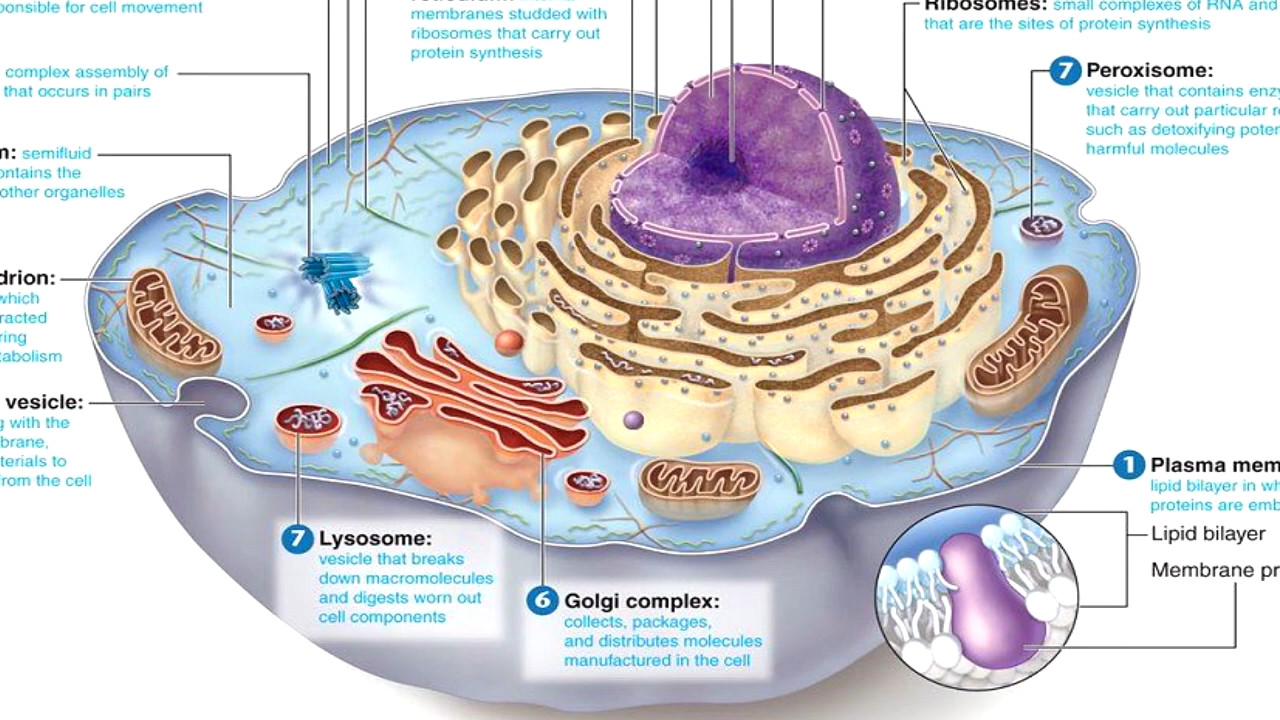 ponsible for cell movement
membranes studded with
ribosomes that carry out
protein synthesis
Ribosomes: small complexes of RNA and
that are the sites of protein synthesis
complex assembly of
that occurs in pairs
7 Peroxisome:
vesicle that contains enzy
that carry out particular r
such as detoxifying poter
harmful molecules
m: semifluid
ontains the
other organelles
drion:
which
racted
ring
tabolism
vesicle:
g with the
brane,
terials to
from the cell
1 Plasma mem
lipid bilayer in wh
proteins are emb
Lipid bilayer
Membrane pr
7 Lysosome:
vesicle that breaks
down macromolecules
and digests worn out
cell components
6 Golgi complex:
collects, packages,
and distributes molecules
manufactured in the cell